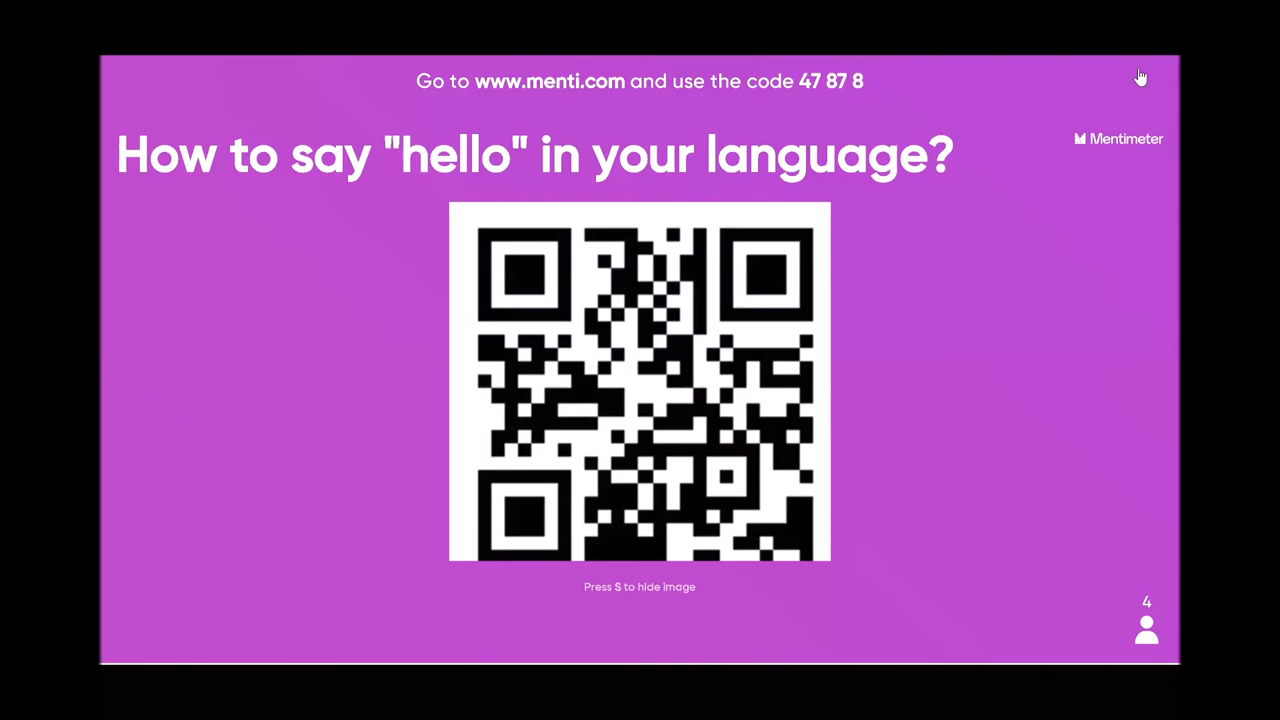 Go to www.menti.com and use the code 47 87 8
How to say "hello" in your language?
Mentimeter
Press S to hide image
4